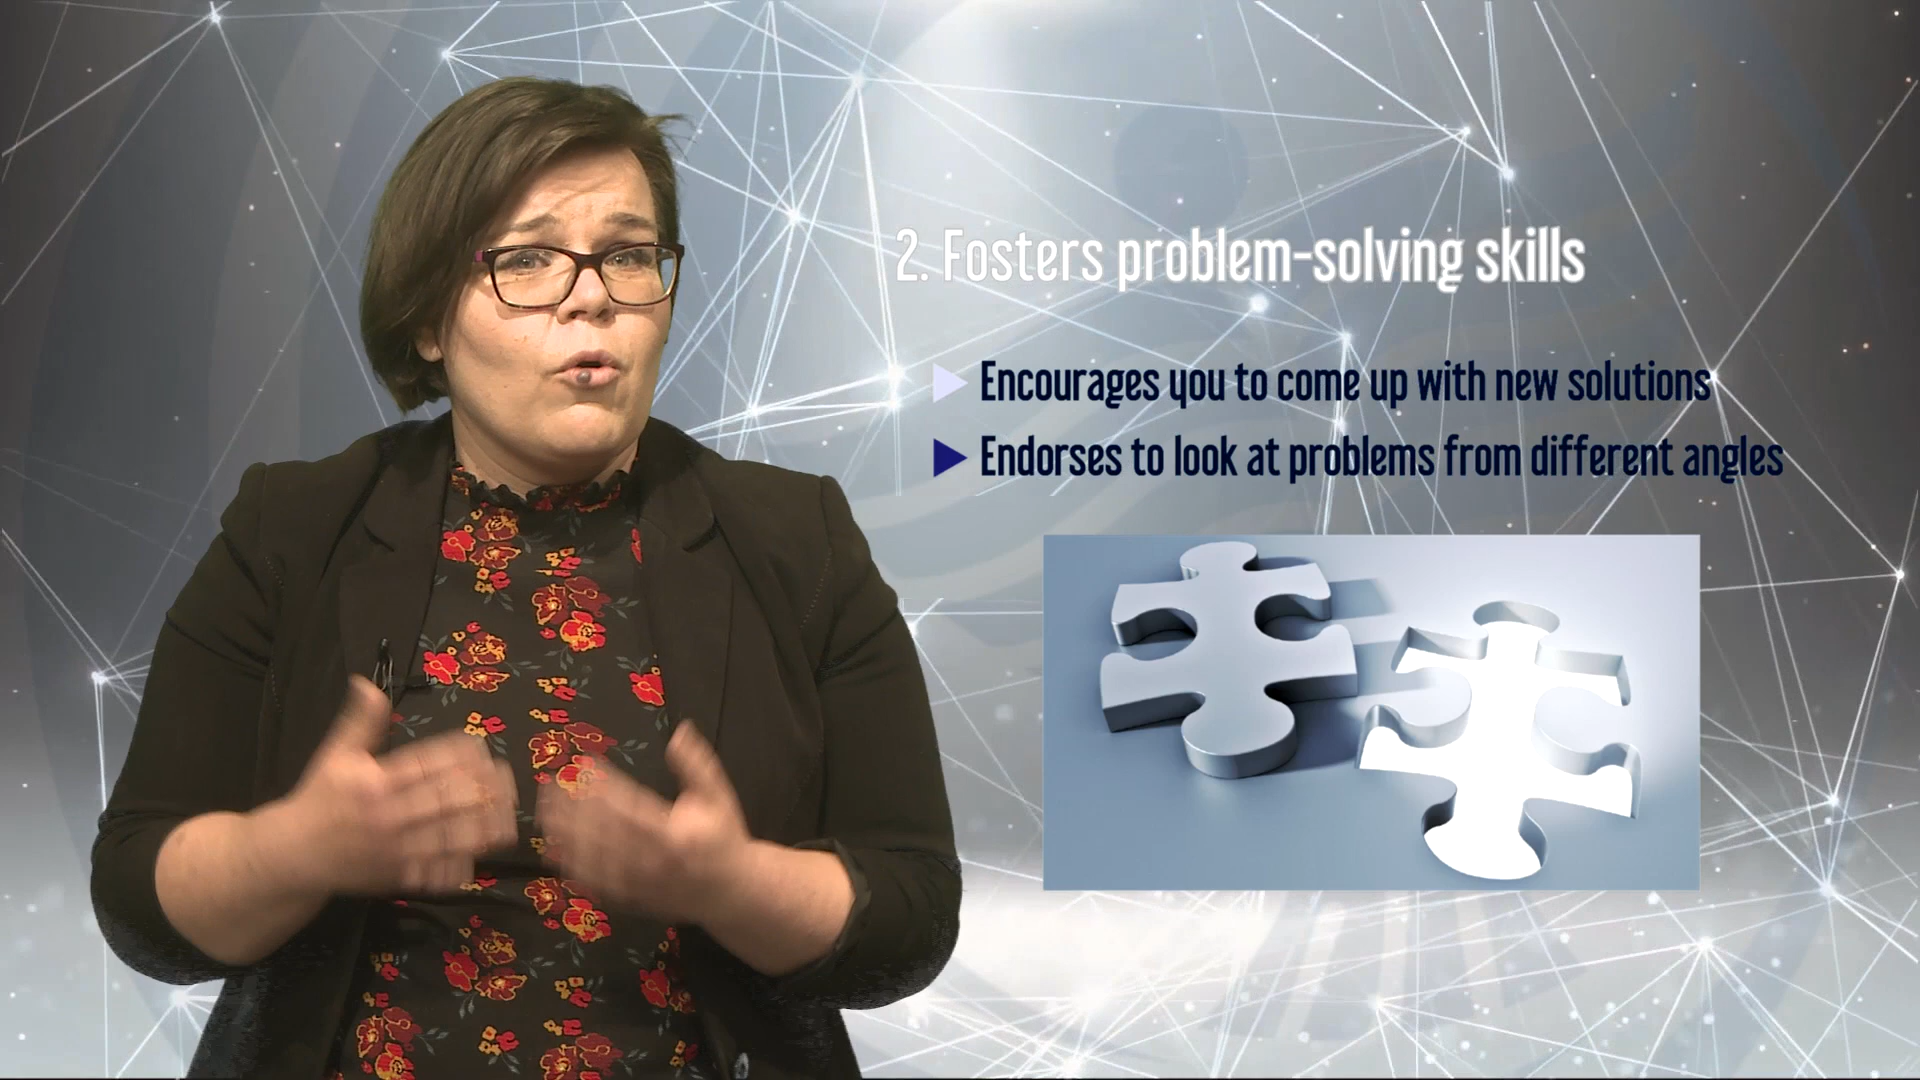 2. Fosters problem-solving skills
Encourages you to come up with new solutions
Endorses to look at problems from different angles